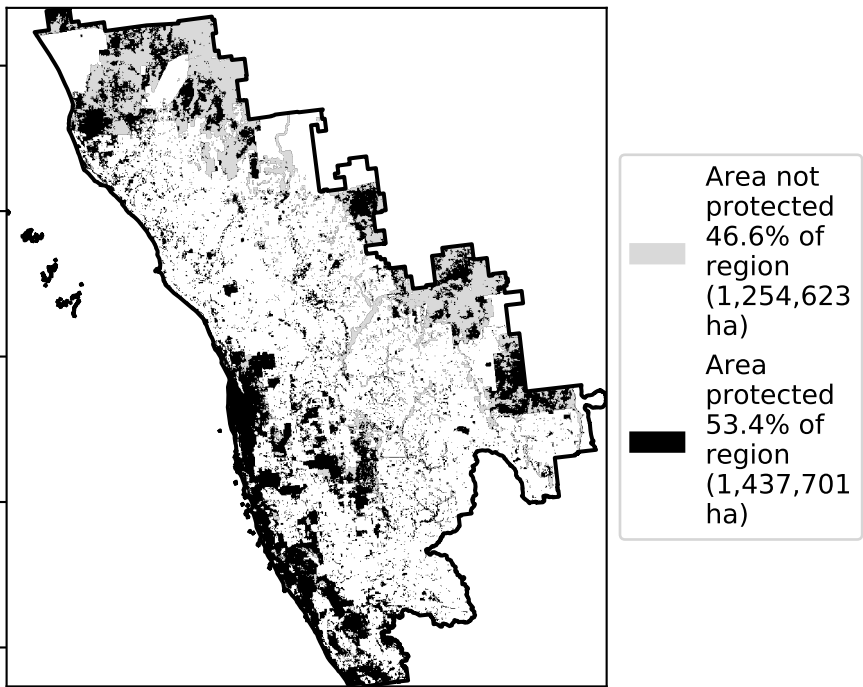 Area not
protected
46.6% of
region
(1,254,623
ha)
Area
protected
53.4% of
region
(1,437,701
ha)